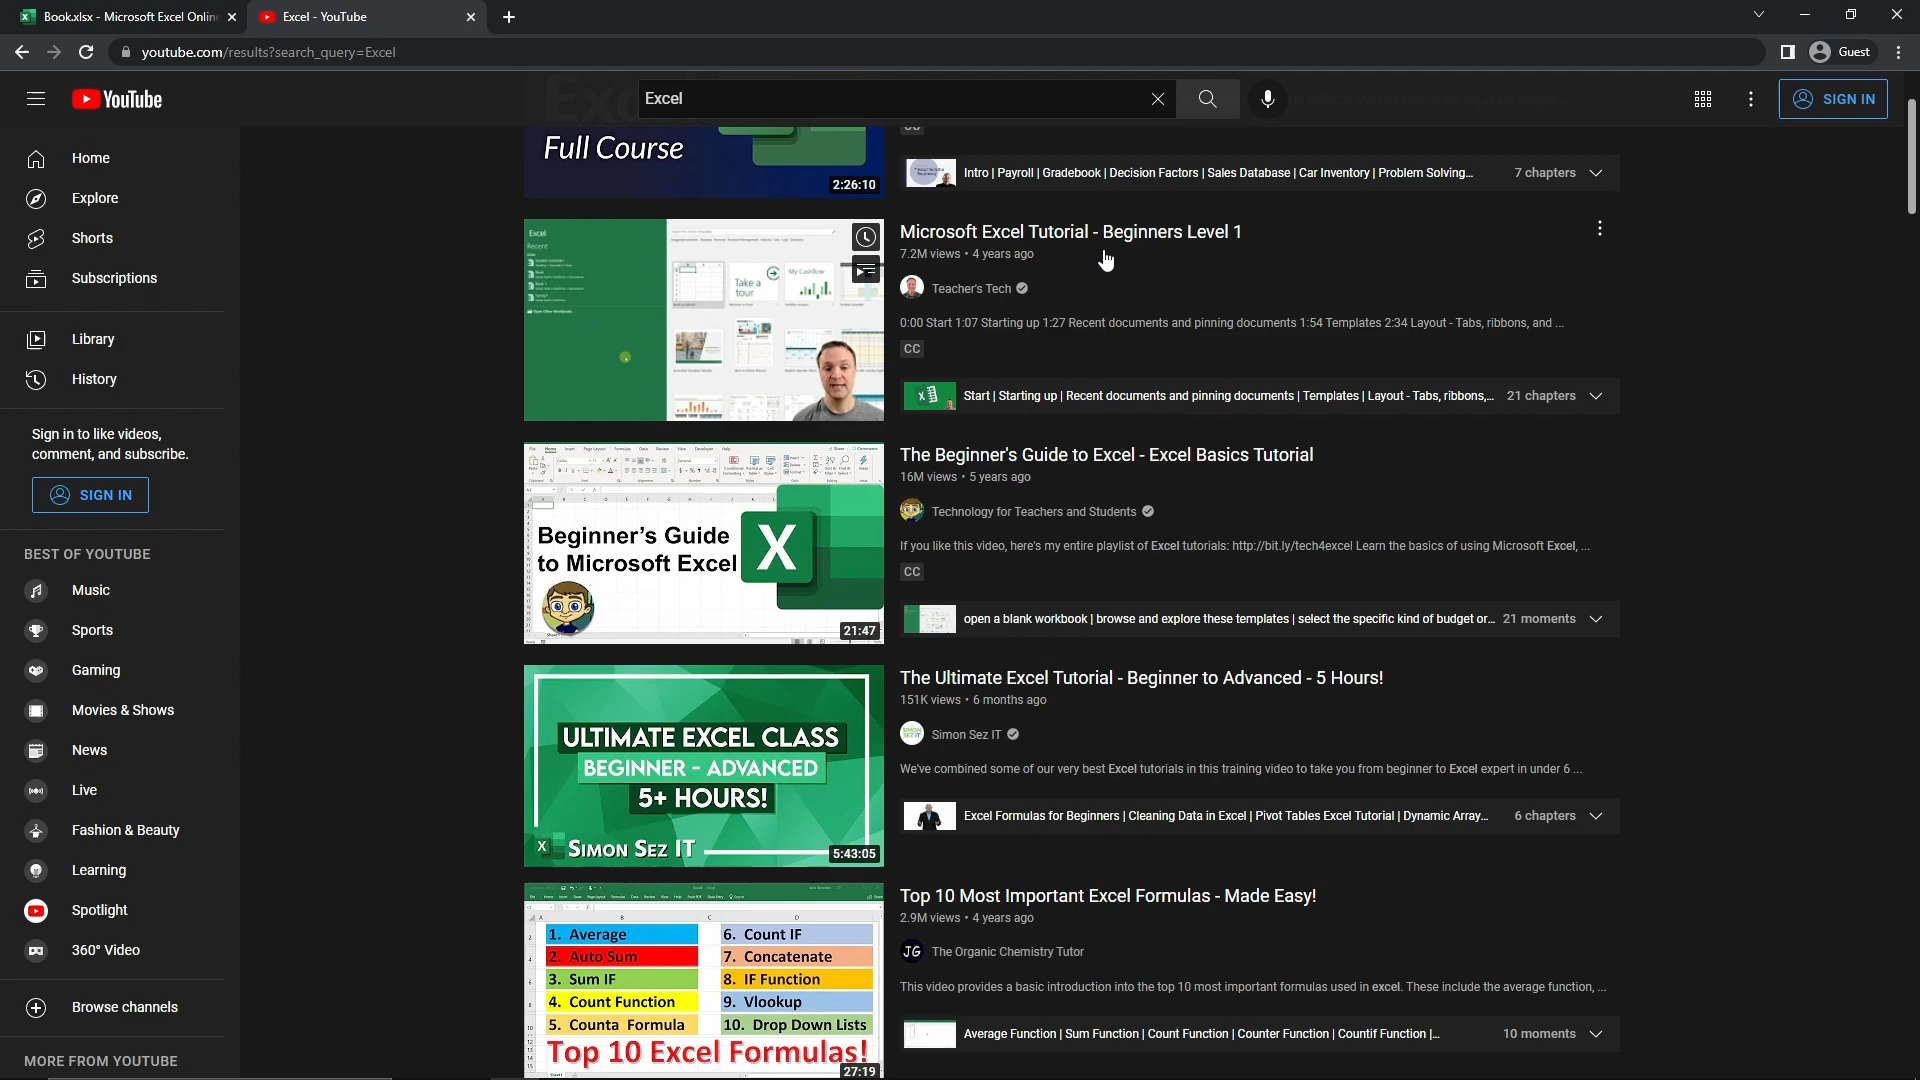 Book.xlsx - Microsoft Excel Onlin
Excel - YouTube
youtube.com/results?search_query=Excel
Guest
YouTube
Excel
SIGN IN
Home
Explore
Shorts
Subscriptions
Library
History
Sign in to like videos,
comment, and subscribe.
SIGN IN
BEST OF YOUTUBE
Music
Sports
Gaming
Movies & Shows
News
Live
Fashion & Beauty
Learning
Spotlight
360° Video
Browse channels
MORE FROM YOUTUBE
Full Course
2:26:10
CC
Intro | Payroll | Gradebook | Decision Factors | Sales Database | Car Inventory | Problem Solving...
7 chapters
Excel
Recent
Take a
tour
My Cashflow
Microsoft Excel Tutorial - Beginners Level 1
7.2M views • 4 years ago
Teacher's Tech
0:00 Start 1:07 Starting up 1:27 Recent documents and pinning documents 1:54 Templates 2:34 Layout - Tabs, ribbons, and ...
CC
Start | Starting up | Recent documents and pinning documents | Templates | Layout - Tabs, ribbons,...
21 chapters
Beginner's Guide
to Microsoft Excel
X
21:47
The Beginner's Guide to Excel - Excel Basics Tutorial
16M views • 5 years ago
Technology for Teachers and Students
If you like this video, here's my entire playlist of Excel tutorials: http://bit.ly/tech4excel Learn the basics of using Microsoft Excel, ...
CC
open a blank workbook | browse and explore these templates | select the specific kind of budget or...
21 moments
ULTIMATE EXCEL CLASS
BEGINNER - ADVANCED
5+ HOURS!
X SIMON SEZ IT
5:43:05
The Ultimate Excel Tutorial - Beginner to Advanced - 5 Hours!
151K views • 6 months ago
Simon Sez IT
We've combined some of our very best Excel tutorials in this training video to take you from beginner to Excel expert in under 6 ...
Excel Formulas for Beginners | Cleaning Data in Excel | Pivot Tables Excel Tutorial | Dynamic Array...
6 chapters
1. Average
6. Count IF
2. Auto Sum
7. Concatenate
3. Sum IF
8. IF Function
4. Count Function
9. Vlookup
5. Counta Formula
10. Drop Down Lists
Top 10 Excel Formulas!
27:19
Top 10 Most Important Excel Formulas - Made Easy!
2.9M views • 4 years ago
JG
The Organic Chemistry Tutor
This video provides a basic introduction into the top 10 most important formulas used in excel. These include the average function, ...
Average Function | Sum Function | Count Function | Counter Function | Countif Function |...
10 moments